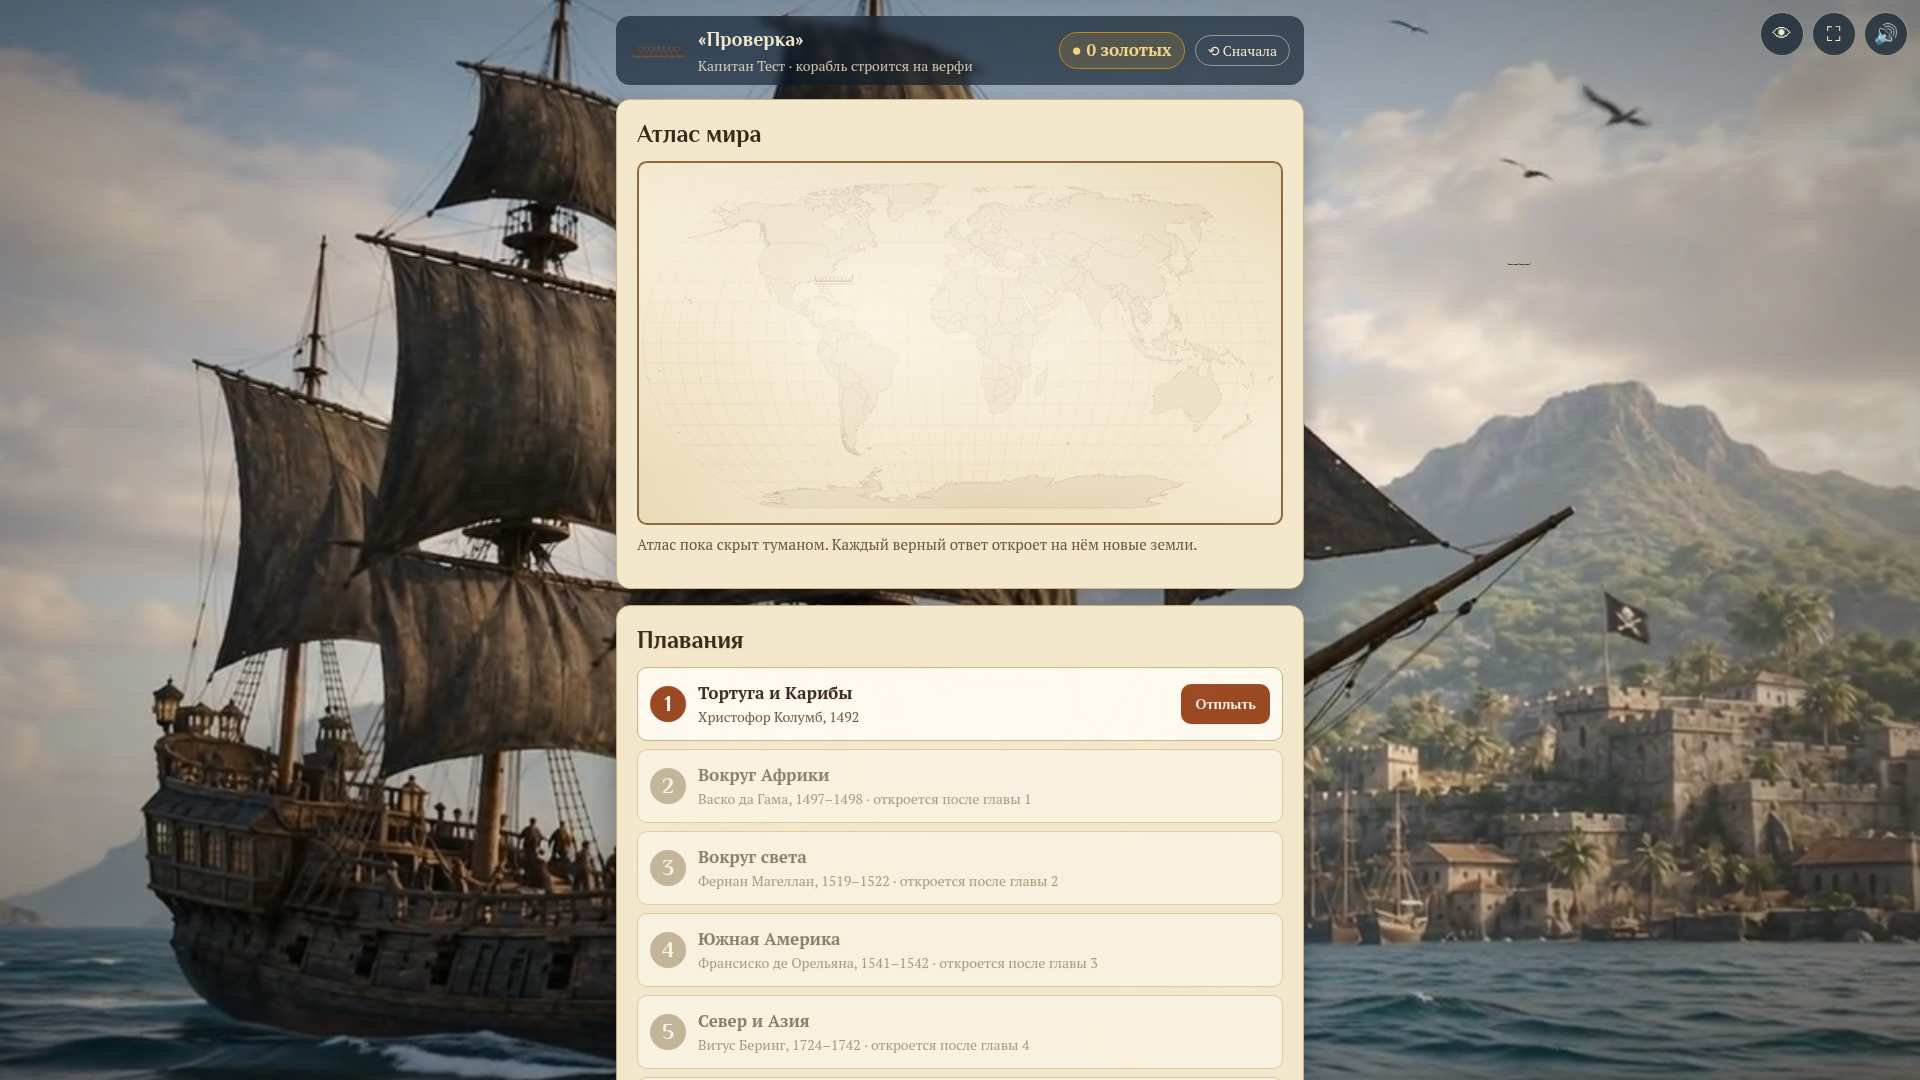 «Проверка»
Капитан Тест · корабль строится на верфи
● 0 золотых
⟲ Сначала
Атлас мира
Атлас пока скрыт туманом. Каждый верный ответ откроет на нём новые земли.
Плавания
1
Тортуга и Карибы
Христофор Колумб, 1492
Отплыть
2
Вокруг Африки
Васко да Гама, 1497–1498 · откроется после главы 1
3
Вокруг света
Фернан Магеллан, 1519–1522 · откроется после главы 2
4
Южная Америка
Франсиско де Орельяна, 1541–1542 · откроется после главы 3
5
Север и Азия
Витус Беринг, 1724–1742 · откроется после главы 4